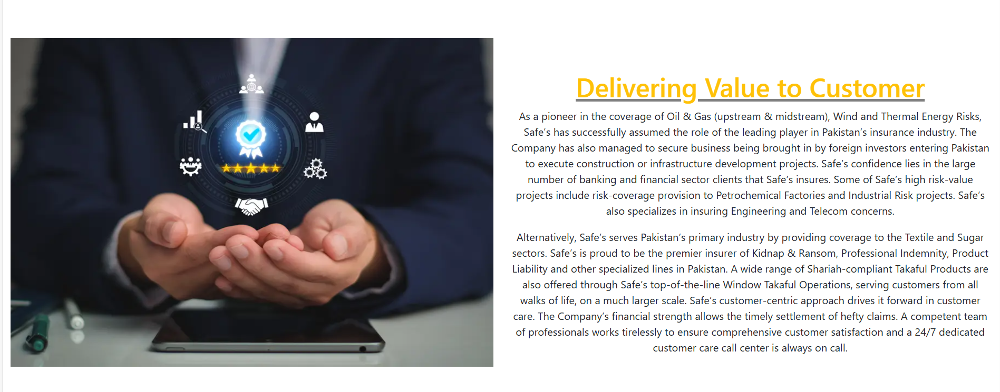 Delivering Value to Customer
As a pioneer in the coverage of Oil & Gas (upstream & midstream), Wind and Thermal Energy Risks,
Safe’s has successfully assumed the role of the leading player in Pakistan’s insurance industry. The
Company has also managed to secure business being brought in by foreign investors entering Pakistan
to execute construction or infrastructure development projects. Safe’s confidence lies in the large
number of banking and financial sector clients that Safe’s insures. Some of Safe’s high risk-value
projects include risk-coverage provision to Petrochemical Factories and Industrial Risk projects. Safe’s
also specializes in insuring Engineering and Telecom concerns.
Alternatively, Safe’s serves Pakistan’s primary industry by providing coverage to the Textile and Sugar
sectors. Safe’s is proud to be the premier insurer of Kidnap & Ransom, Professional Indemnity, Product
Liability and other specialized lines in Pakistan. A wide range of Shariah-compliant Takaful Products are
also offered through Safe’s top-of-the-line Window Takaful Operations, serving customers from all
walks of life, on a much larger scale. Safe’s customer-centric approach drives it forward in customer
care. The Company’s financial strength allows the timely settlement of hefty claims. A competent team
of professionals works tirelessly to ensure comprehensive customer satisfaction and a 24/7 dedicated
customer care call center is always on call.